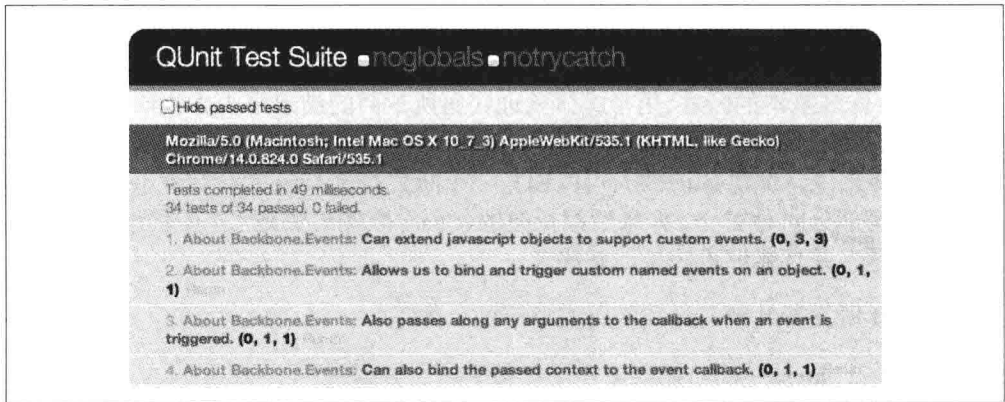 QUnit Test Suite noglobals notrycatch
Hide passed tests
Mozilla/5.0 (Macintosh; Intel Mac OS X 10_7_3) AppleWebKit/535.1 (KHTML, like Gecko)
Chrome/14.0.824.0 Safari/535.1
Tests completed in 49 milliseconds.
34 tests of 34 passed, 0 failed.
1. About Backbone.Events: Can extend javascript objects to support custom events. (0, 3, 3)
2. About Backbone.Events: Allows us to bind and trigger custom named events on an object. (0, 1,
1)
3. About Backbone.Events: Also passes along any arguments to the callback when an event is
triggered. (0, 1, 1)
4. About Backbone.Events: Can also bind the passed context to the event callback. (0, 1, 1)